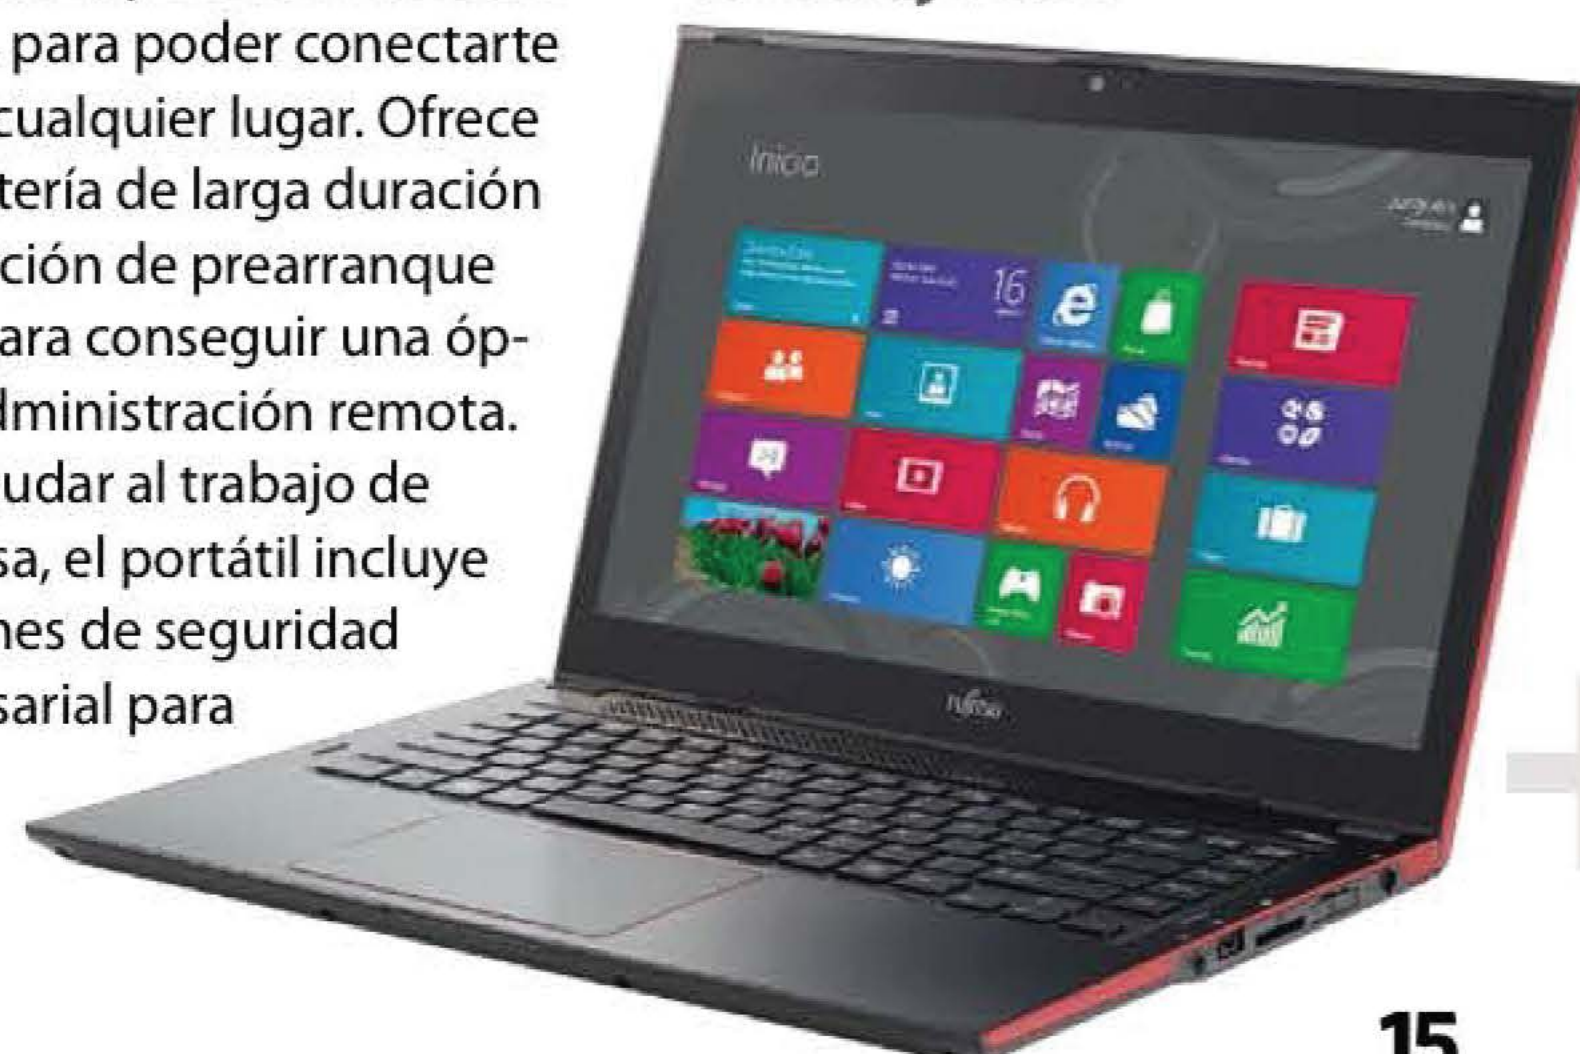 para poder conectarte
cualquier lugar. Ofrece
tería de larga duración
ción de prearranque
ara conseguir una óp-
dministración remota.
udar al trabajo de
sa, el portátil incluye
nes de seguridad
sarial para
Inicio
16
FUJITSU
15